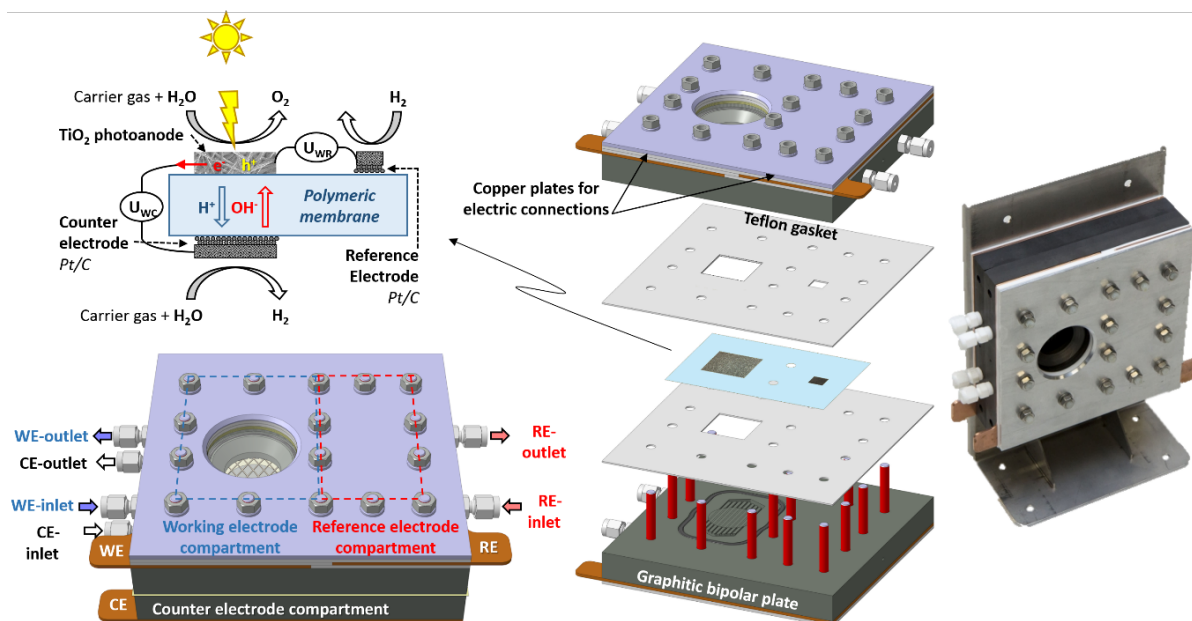 Carrier gas + H₂O
O₂
H₂
TiO₂ photoanode
e⁻
h⁺
U_WR
U_WC
H⁺
OH⁻
Polymeric
membrane
Counter
electrode
Pt/C
Reference
Electrode
Pt/C
Carrier gas + H₂O
H₂
Copper plates for
electric connections
Teflon gasket
Graphitic bipolar plate
WE-outlet
CE-outlet
WE-inlet
CE-
inlet
RE-
outlet
RE-
inlet
Working electrode
compartment
Reference electrode
compartment
WE
RE
CE
Counter electrode compartment